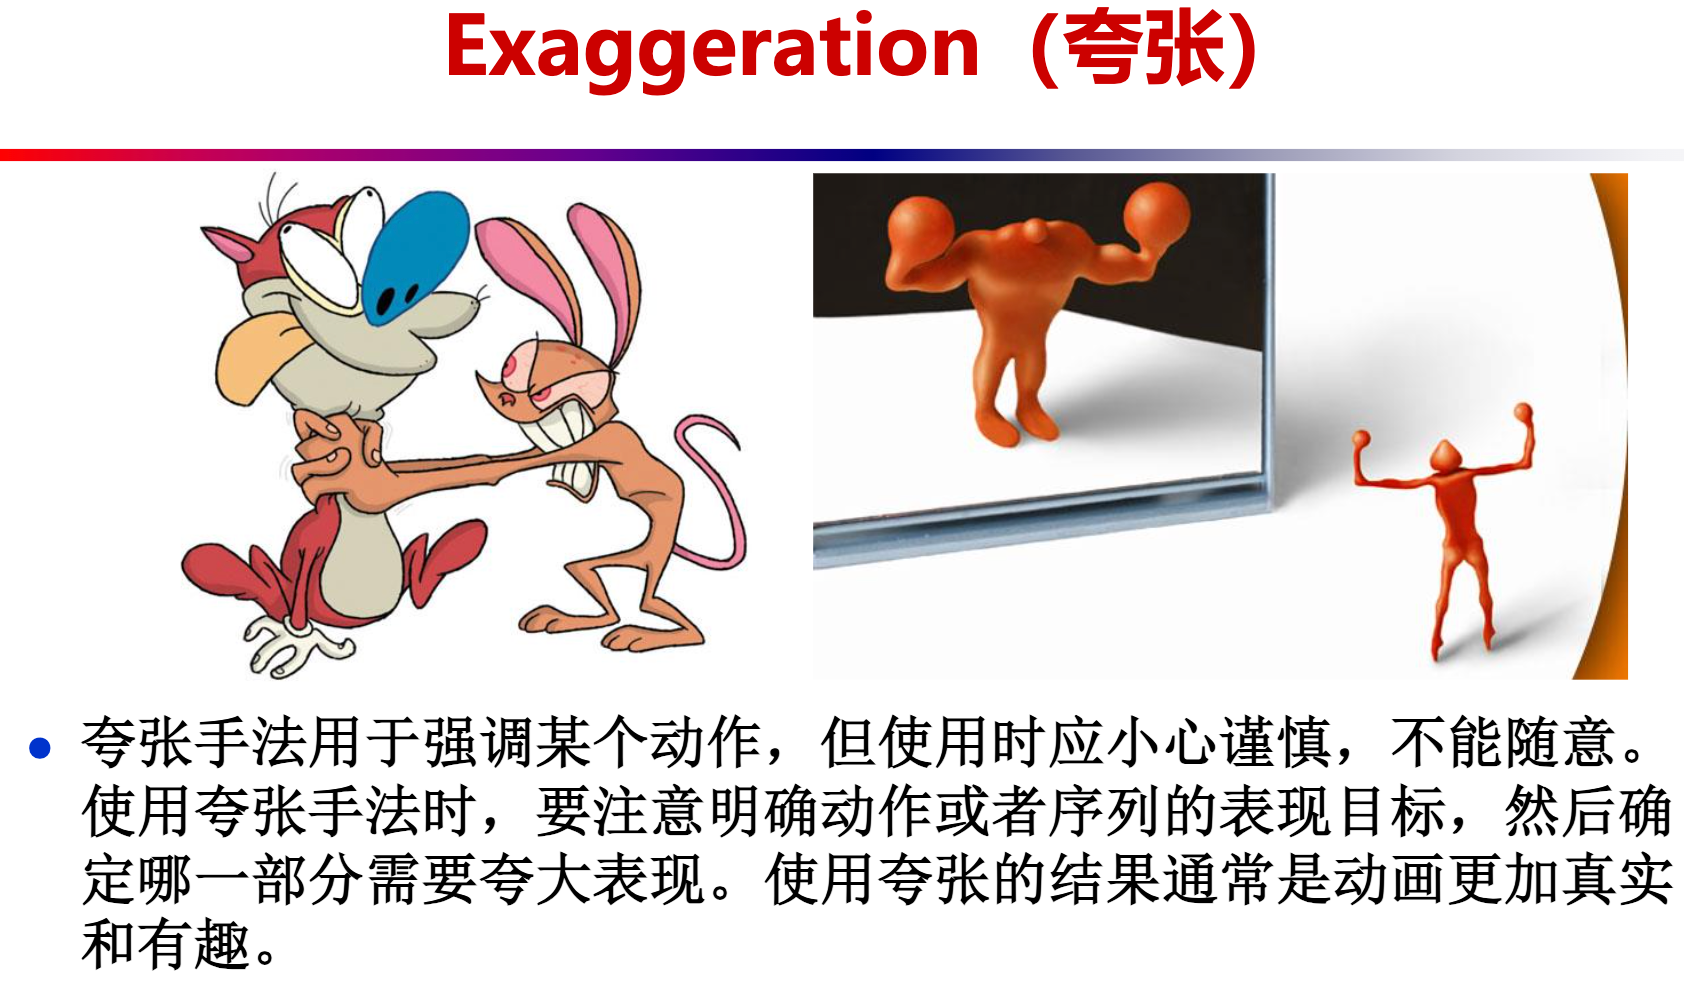 Exaggeration（夸张）
夸张手法用于强调某个动作，但使用时应小心谨慎，不能随意。
使用夸张手法时，要注意明确动作或者序列的表现目标，然后确
定哪一部分需要夸大表现。使用夸张的结果通常是动画更加真实
和有趣。